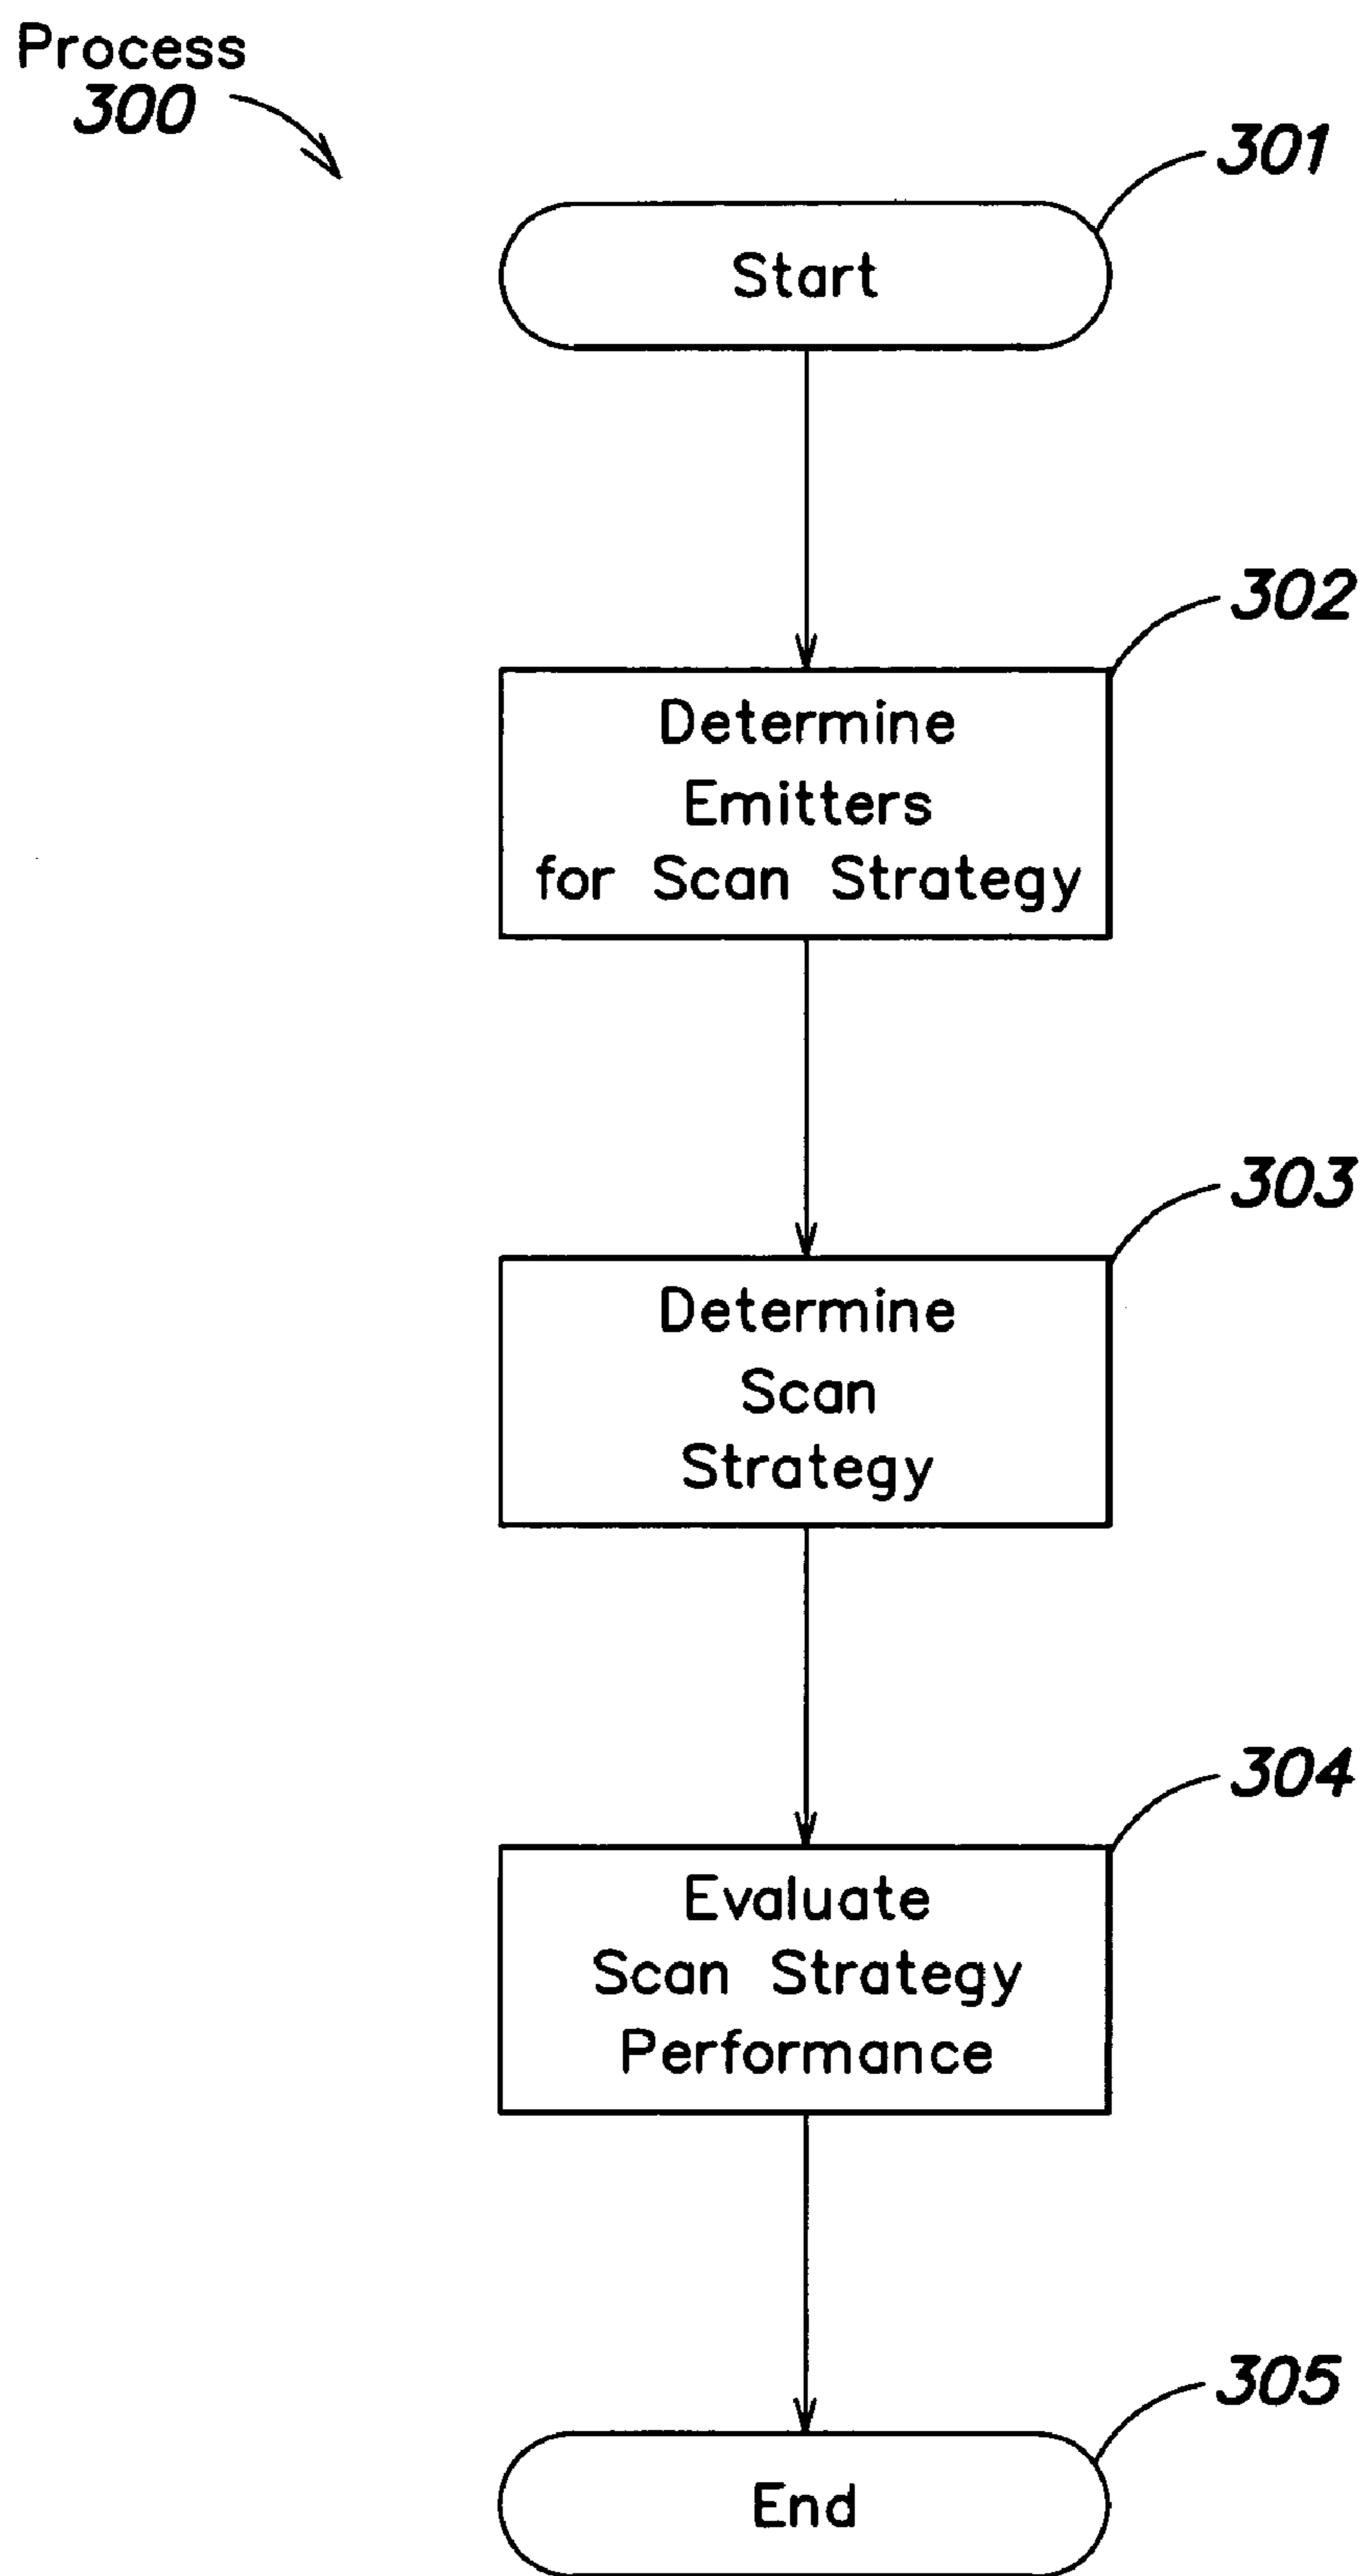 Process
300
301
Start
302
Determine
Emitters
for Scan Strategy
303
Determine
Scan
Strategy
304
Evaluate
Scan Strategy
Performance
305
End